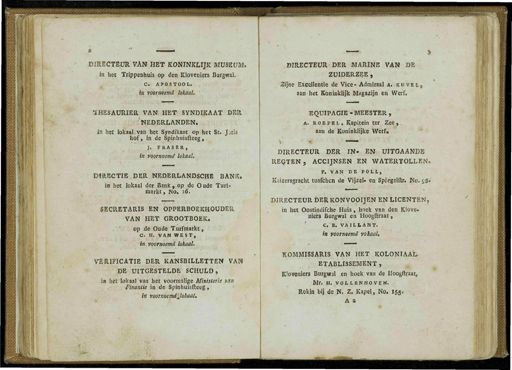 2
DIRECTEUR VAN HET KONINKLIJK MUSEUM.
in het Trippenhuis op den Kloveniers Burgwal.
C. APOSTOOL.
in voornoemd lokaal.
THESAURIER VAN HET SYNDIKAAT DER
NEDERLANDEN.
in het lokaal van het Syndikaat op het St. Joris
hof, in de Spinhuissteeg,
J. FRASER,
in voornoemd lokaal.
DIRECTIE DER NEDERLANDSCHE BANK.
in het lokaal der Bank, op de Oude Turf-
markt, No. 16.
SECRETARIS EN OPPERBOEKHOUDER
VAN HET GROOTBOEK.
op de Oude Turfmarkt,
C. H. VAN WEST,
in voornoemd lokaal.
VERIFICATIE DER KANSBILLETTEN VAN
DE UITGESTELDE SCHULD,
in het lokaal van het voormalige Ministerie van
Finantie in de Spinhuissteeg,
in voornoemd lokaal.
3
DIRECTEUR DER MARINE VAN DE
ZUIDERZEE,
Zijne Excellentie de Vice-Admiraal A. KUVEL,
aan het Koninklijk Magazijn en Werf.
EQUIPAGIE-MEESTER,
A. ROEPEL, Kapitein ter Zee,
aan de Koninklijke Werf.
DIRECTEUR DER IN- EN UITGAANDE
REGTEN, ACCIJNSEN EN WATERTOLLEN.
P. VAN DE POLL,
Keizersgracht tusschen de Vijzel- en Spiegelstr. No.
DIRECTEUR DER KONVOOIJEN EN LICENTEN,
in het Oostindische Huis, hoek van den Klove-
niers Burgwal en Hoogstraat,
C. B. VAILLANT.
in voornoemd lokaal.
KOMMISSARIS VAN HET KOLONIAAL
ETABLISSEMENT,
Kloveniers Burgwal en hoek van de Hoogstraat,
Mr. H. VOLLENHOVEN.
Rokin bij de N. Z. Kapel, No. 155.
A 2